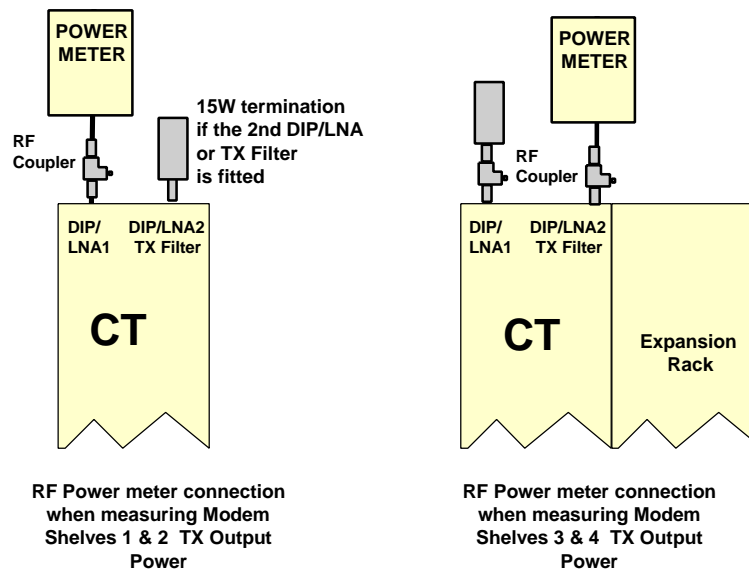 POWER
METER
15W termination
if the 2nd DIP/LNA
or TX Filter
is fitted
RF
Coupler
DIP/
LNA1
DIP/LNA2
TX Filter
CT
RF Power meter connection
when measuring Modem
Shelves 1 & 2 TX Output
Power
POWER
METER
RF
Coupler
DIP/
LNA1
DIP/LNA2
TX Filter
CT
Expansion
Rack
RF Power meter connection
when measuring Modem
Shelves 3 & 4 TX Output
Power